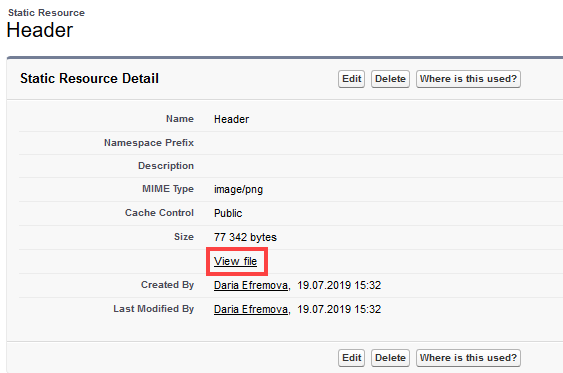 Static Resource
Header
Static Resource Detail Edit Delete Where is this used?
Name Header
Namespace Prefix
Description
MIME Type image/png
Cache Control Public
Size 77 342 bytes
View file
Created By Daria Efremova, 19.07.2019 15:32
Last Modified By Daria Efremova, 19.07.2019 15:32
Edit Delete Where is this used?